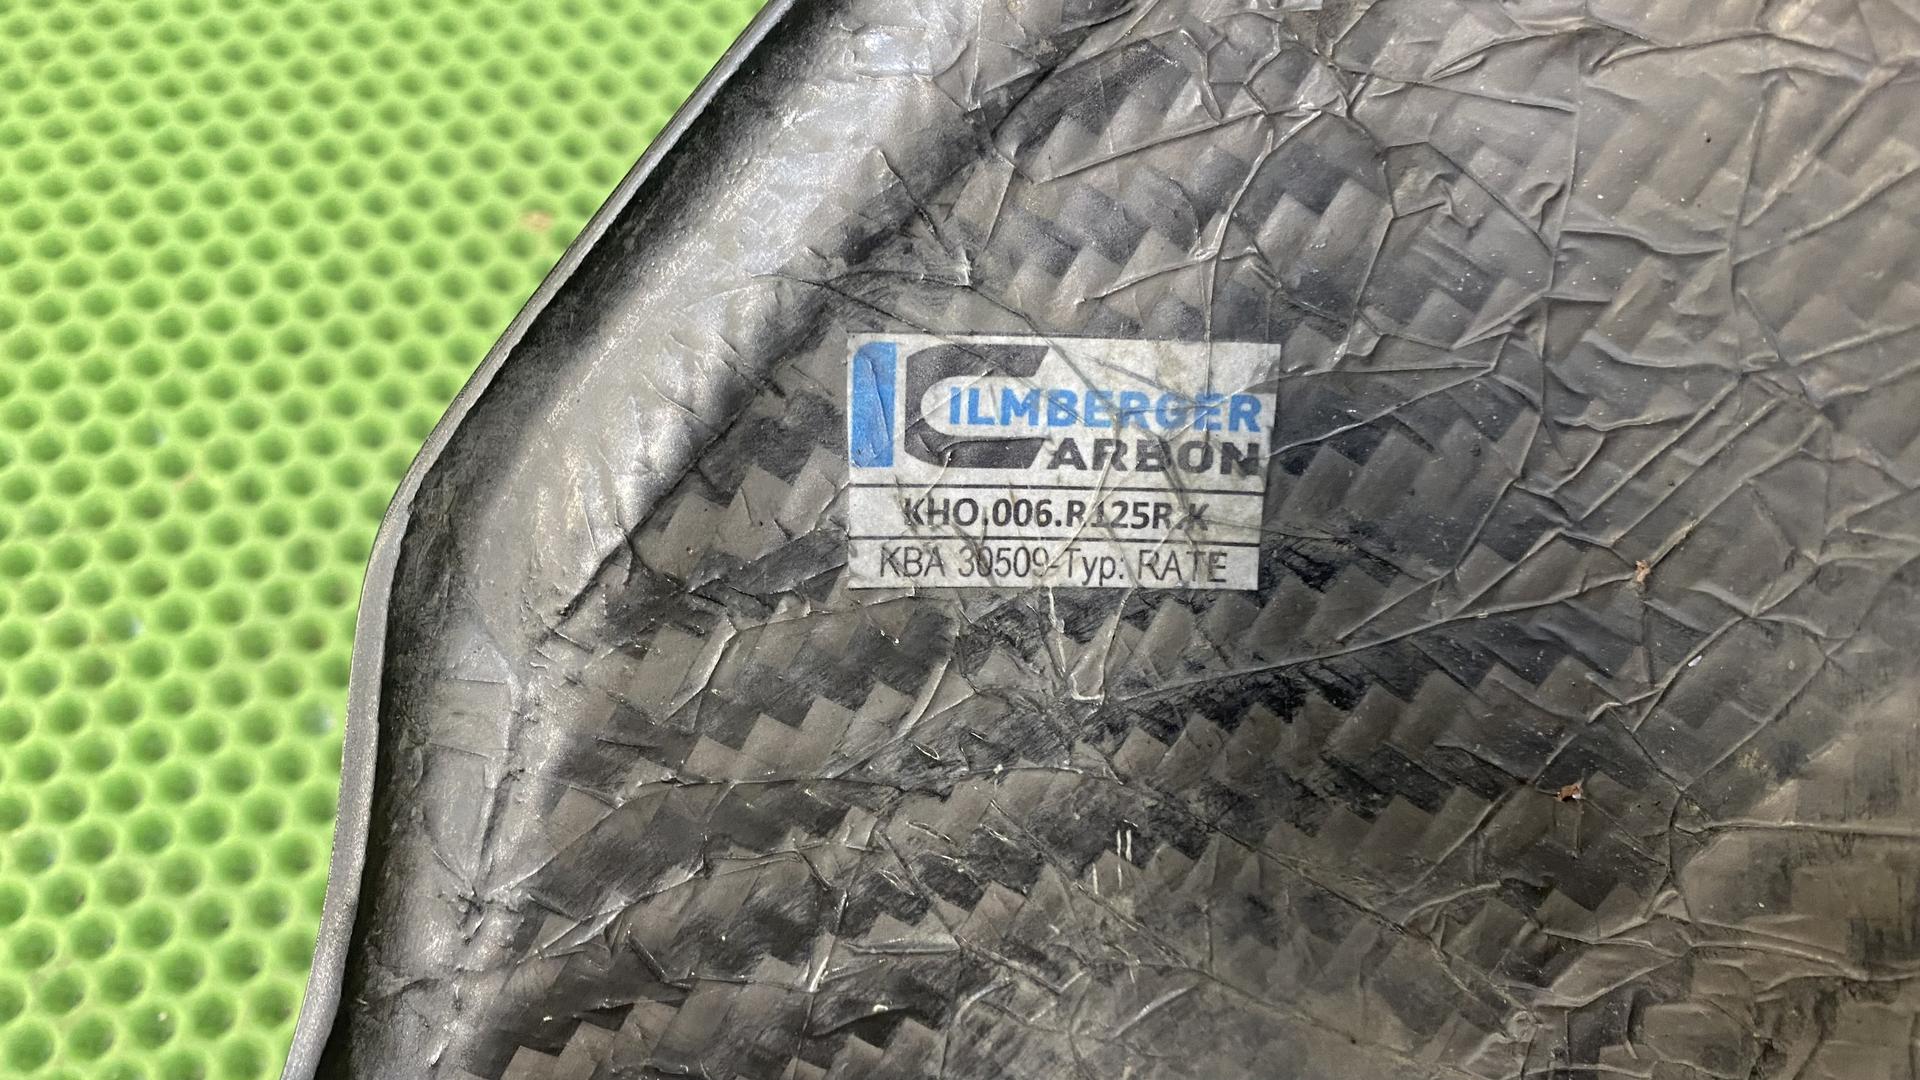 ILMBERGER
CARBON
KHO.006.R125R.K
KBA 30509-Typ: RATE